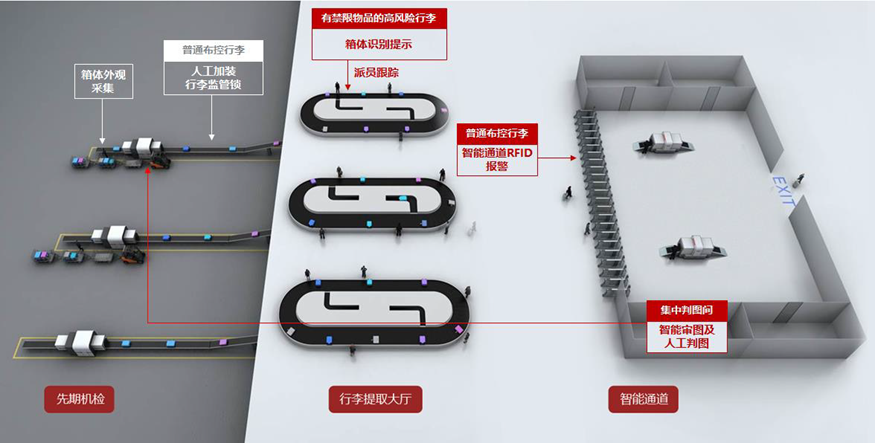 有禁限物品的高风险行李
箱体识别提示
派员跟踪
普通布控行李
人工加装
行李监管锁
箱体外观
采集
普通布控行李
智能通道RFID
报警
EXIT
集中判图间
智能审图及
人工判图
先期机检
行李提取大厅
智能通道